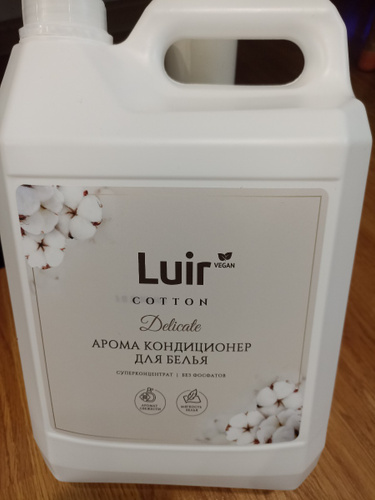 Luir
VEGAN
COTTON
Delicate
АРОМА КОНДИЦИОНЕР
ДЛЯ БЕЛЬЯ
СУПЕРКОНЦЕНТРАТ | БЕЗ ФОСФАТОВ